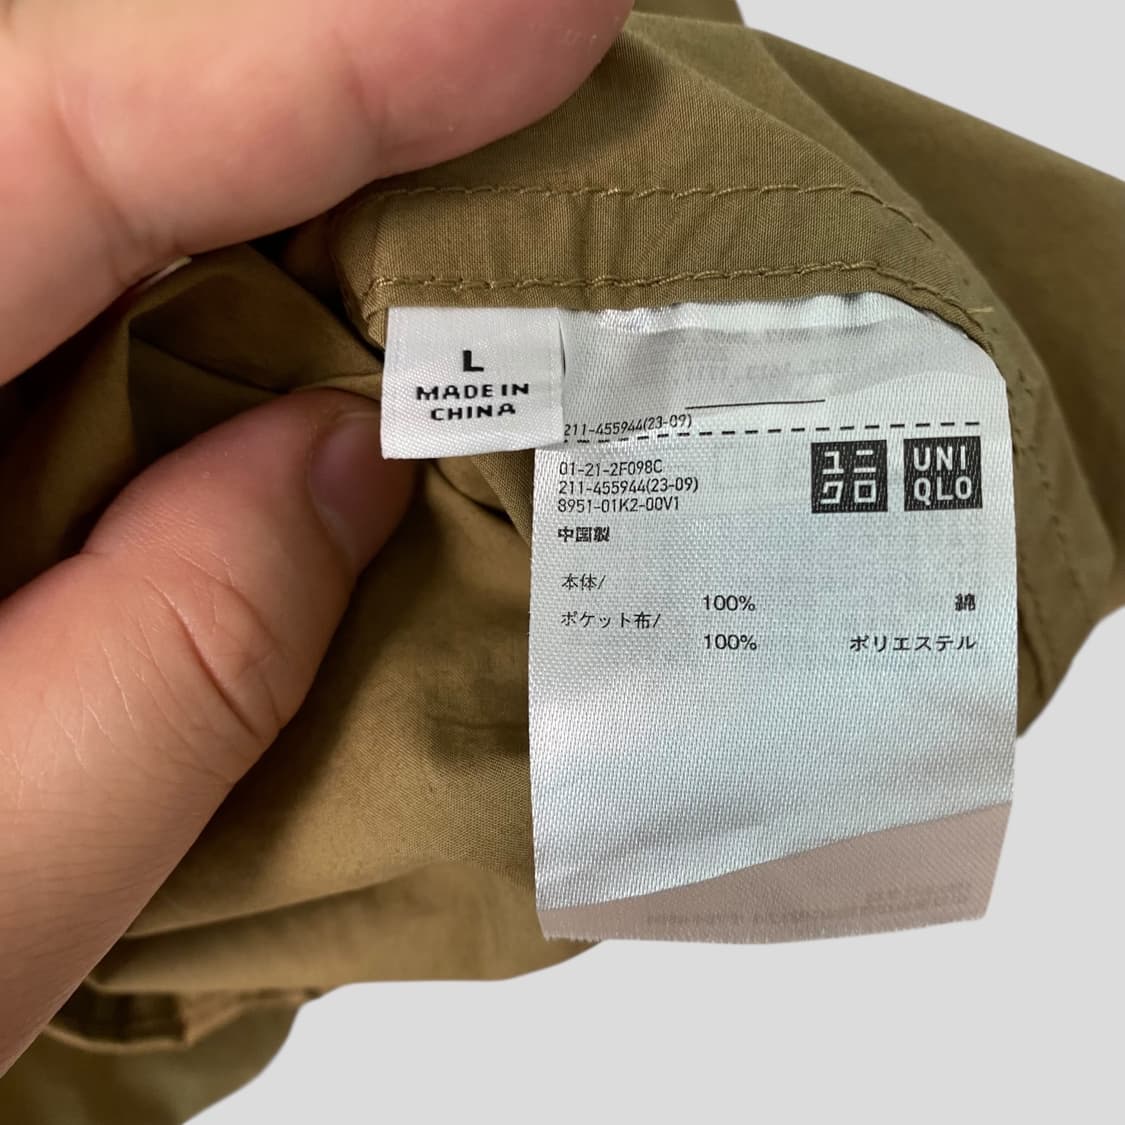 L
MADE IN
CHINA
211-455944(23-09)
01-21-2F098C
211-455944(23-09)
8951-01K2-00V1
中国製
ユニ
クロ
UNI
QLO
本体/
100% 綿
ポケット布/
100% ポリエステル